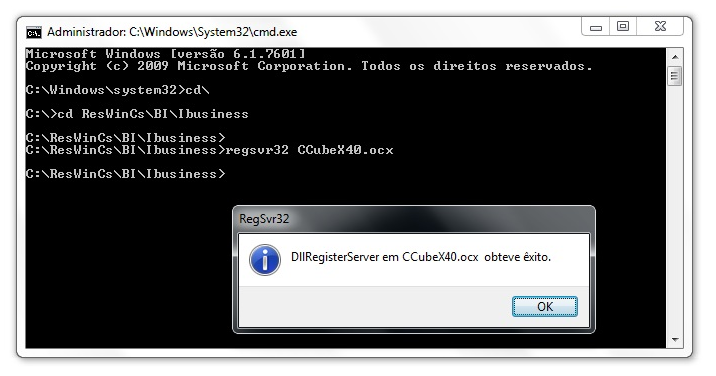 Administrador: C:\Windows\System32\cmd.exe
Microsoft Windows [versão 6.1.7601]
Copyright (c) 2009 Microsoft Corporation. Todos os direitos reservados.
C:\Windows\system32>cd\
C:\>cd ResWinCs\BI\Ibusiness
C:\ResWinCs\BI\Ibusiness>
C:\ResWinCs\BI\Ibusiness>regsvr32 CCubeX40.ocx
C:\ResWinCs\BI\Ibusiness>
RegSvr32
DllRegisterServer em CCubeX40.ocx obteve êxito.
OK